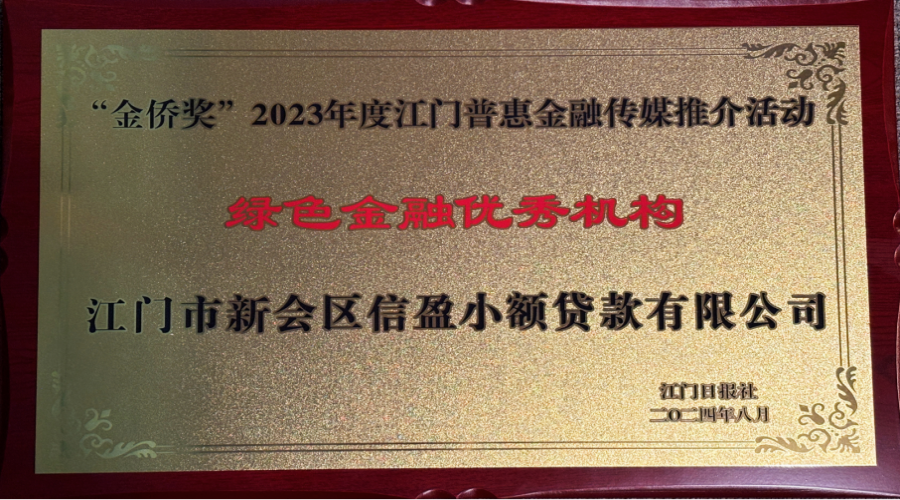 “金侨奖”2023年度江门普惠金融传媒推介活动
绿色金融优秀机构
江门市新会区信盈小额贷款有限公司
江门日报社
二〇二四年八月